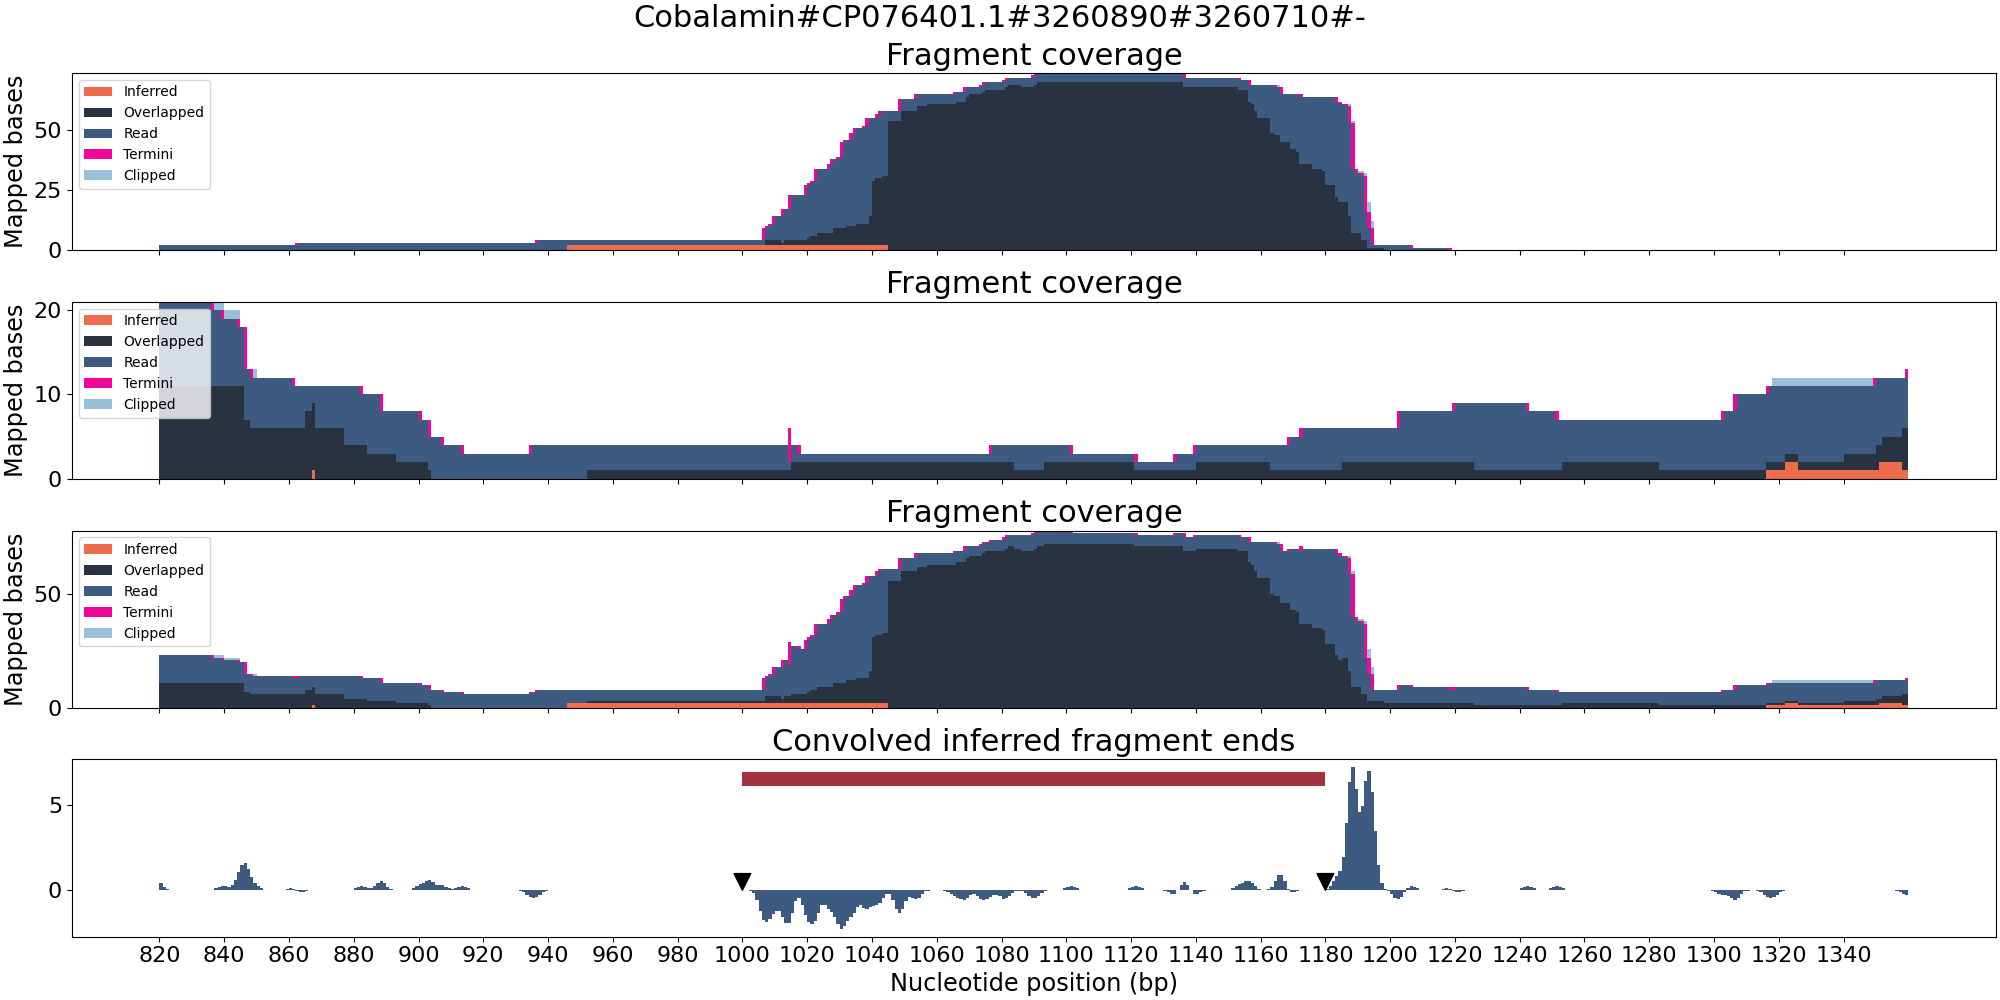 Cobalamin#CP076401.1#3260890#3260710#-
Fragment coverage
Mapped bases
50
25
0
Inferred
Overlapped
Read
Termini
Clipped
Fragment coverage
Mapped bases
20
10
0
Inferred
Overlapped
Read
Termini
Clipped
Fragment coverage
Mapped bases
50
0
Inferred
Overlapped
Read
Termini
Clipped
Convolved inferred fragment ends
5
0
820 840 860 880 900 920 940 960 980 1000 1020 1040 1060 1080 1100 1120 1140 1160 1180 1200 1220 1240 1260 1280 1300 1320 1340
Nucleotide position (bp)